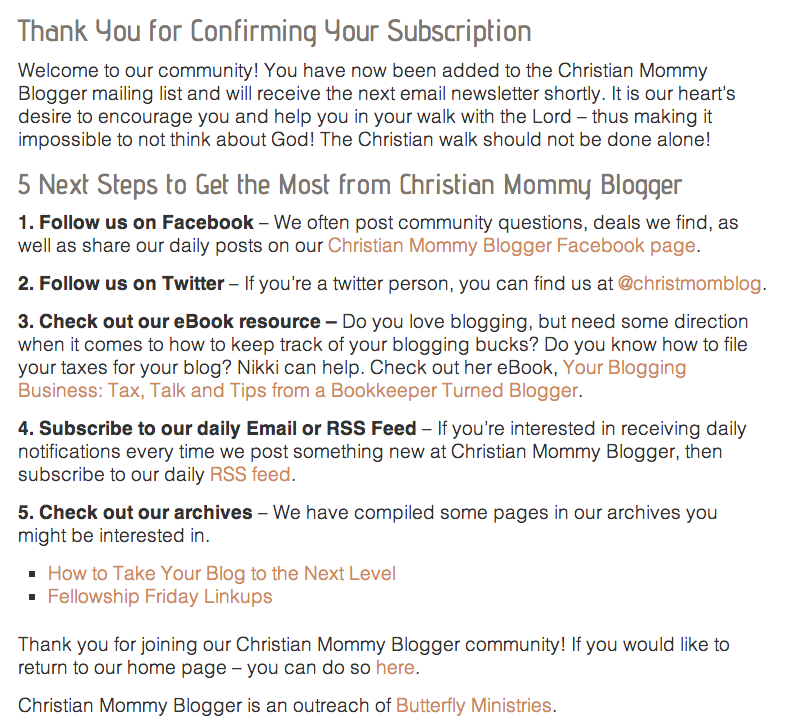 Thank You for Confirming Your Subscription
Welcome to our community! You have now been added to the Christian Mommy
Blogger mailing list and will receive the next email newsletter shortly. It is our heart's
desire to encourage you and help you in your walk with the Lord – thus making it
impossible to not think about God! The Christian walk should not be done alone!
5 Next Steps to Get the Most from Christian Mommy Blogger
1. Follow us on Facebook – We often post community questions, deals we find, as
well as share our daily posts on our Christian Mommy Blogger Facebook page.
2. Follow us on Twitter – If you're a twitter person, you can find us at @christmomblog.
3. Check out our eBook resource – Do you love blogging, but need some direction
when it comes to how to keep track of your blogging bucks? Do you know how to file
your taxes for your blog? Nikki can help. Check out her eBook, Your Blogging
Business: Tax, Talk and Tips from a Bookkeeper Turned Blogger.
4. Subscribe to our daily Email or RSS Feed – If you're interested in receiving daily
notifications every time we post something new at Christian Mommy Blogger, then
subscribe to our daily RSS feed.
5. Check out our archives – We have compiled some pages in our archives you
might be interested in.
▪ How to Take Your Blog to the Next Level
▪ Fellowship Friday Linkups
Thank you for joining our Christian Mommy Blogger community! If you would like to
return to our home page – you can do so here.
Christian Mommy Blogger is an outreach of Butterfly Ministries.